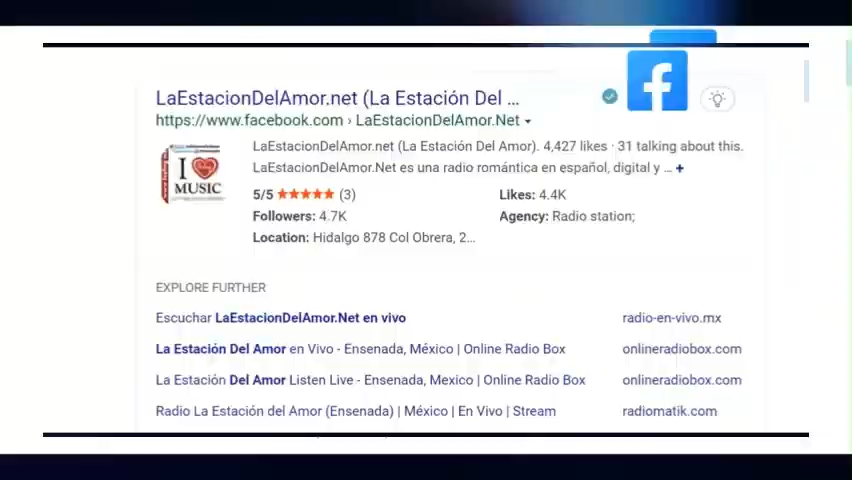 LaEstacionDelAmor.net (La Estación Del ...
https://www.facebook.com › LaEstacionDelAmor.Net
LaEstacionDelAmor.net (La Estación Del Amor). 4,427 likes · 31 talking about this.
LaEstacionDelAmor.Net es una radio romántica en español, digital y ... +
I MUSIC
5/5 (3)
Likes: 4.4K
Followers: 4.7K
Agency: Radio station;
Location: Hidalgo 878 Col Obrera, 2...
EXPLORE FURTHER
Escuchar LaEstacionDelAmor.Net en vivo radio-en-vivo.mx
La Estación Del Amor en Vivo - Ensenada, México | Online Radio Box onlineradiobox.com
La Estación Del Amor Listen Live - Ensenada, Mexico | Online Radio Box onlineradiobox.com
Radio La Estación del Amor (Ensenada) | México | En Vivo | Stream radiomatik.com